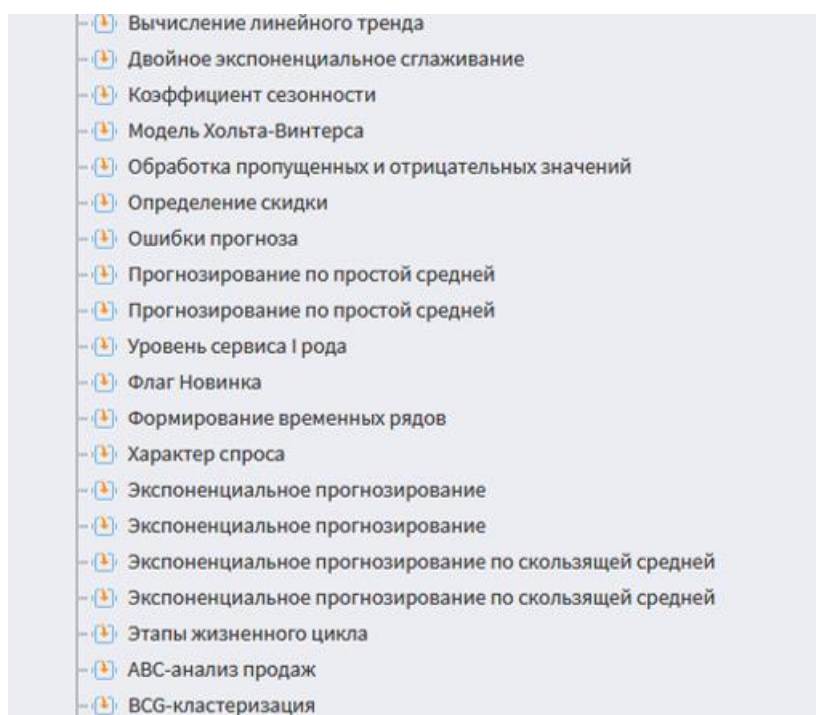 Вычисление линейного тренда
Двойное экспоненциальное сглаживание
Коэффициент сезонности
Модель Хольта-Винтерса
Обработка пропущенных и отрицательных значений
Определение скидки
Ошибки прогноза
Прогнозирование по простой средней
Прогнозирование по простой средней
Уровень сервиса I рода
Флаг Новинка
Формирование временных рядов
Характер спроса
Экспоненциальное прогнозирование
Экспоненциальное прогнозирование
Экспоненциальное прогнозирование по скользящей средней
Экспоненциальное прогнозирование по скользящей средней
Этапы жизненного цикла
ABC-анализ продаж
BCG-кластеризация